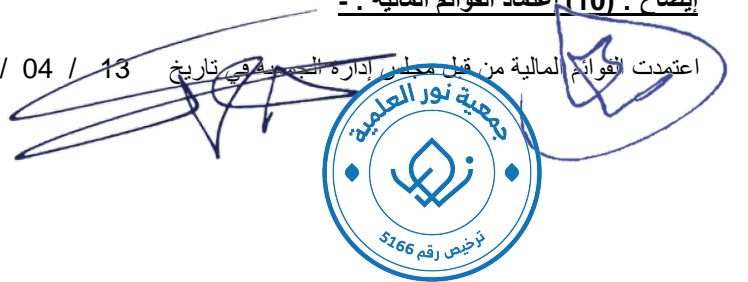 إيضاح : (10) اعتماد القوائم المالية : -
اعتمدت القوائم المالية من قبل مجلس إدارة الجمعية في تاريخ 13 / 04 /
جمعية نور العلمية
ترخيص رقم 5166